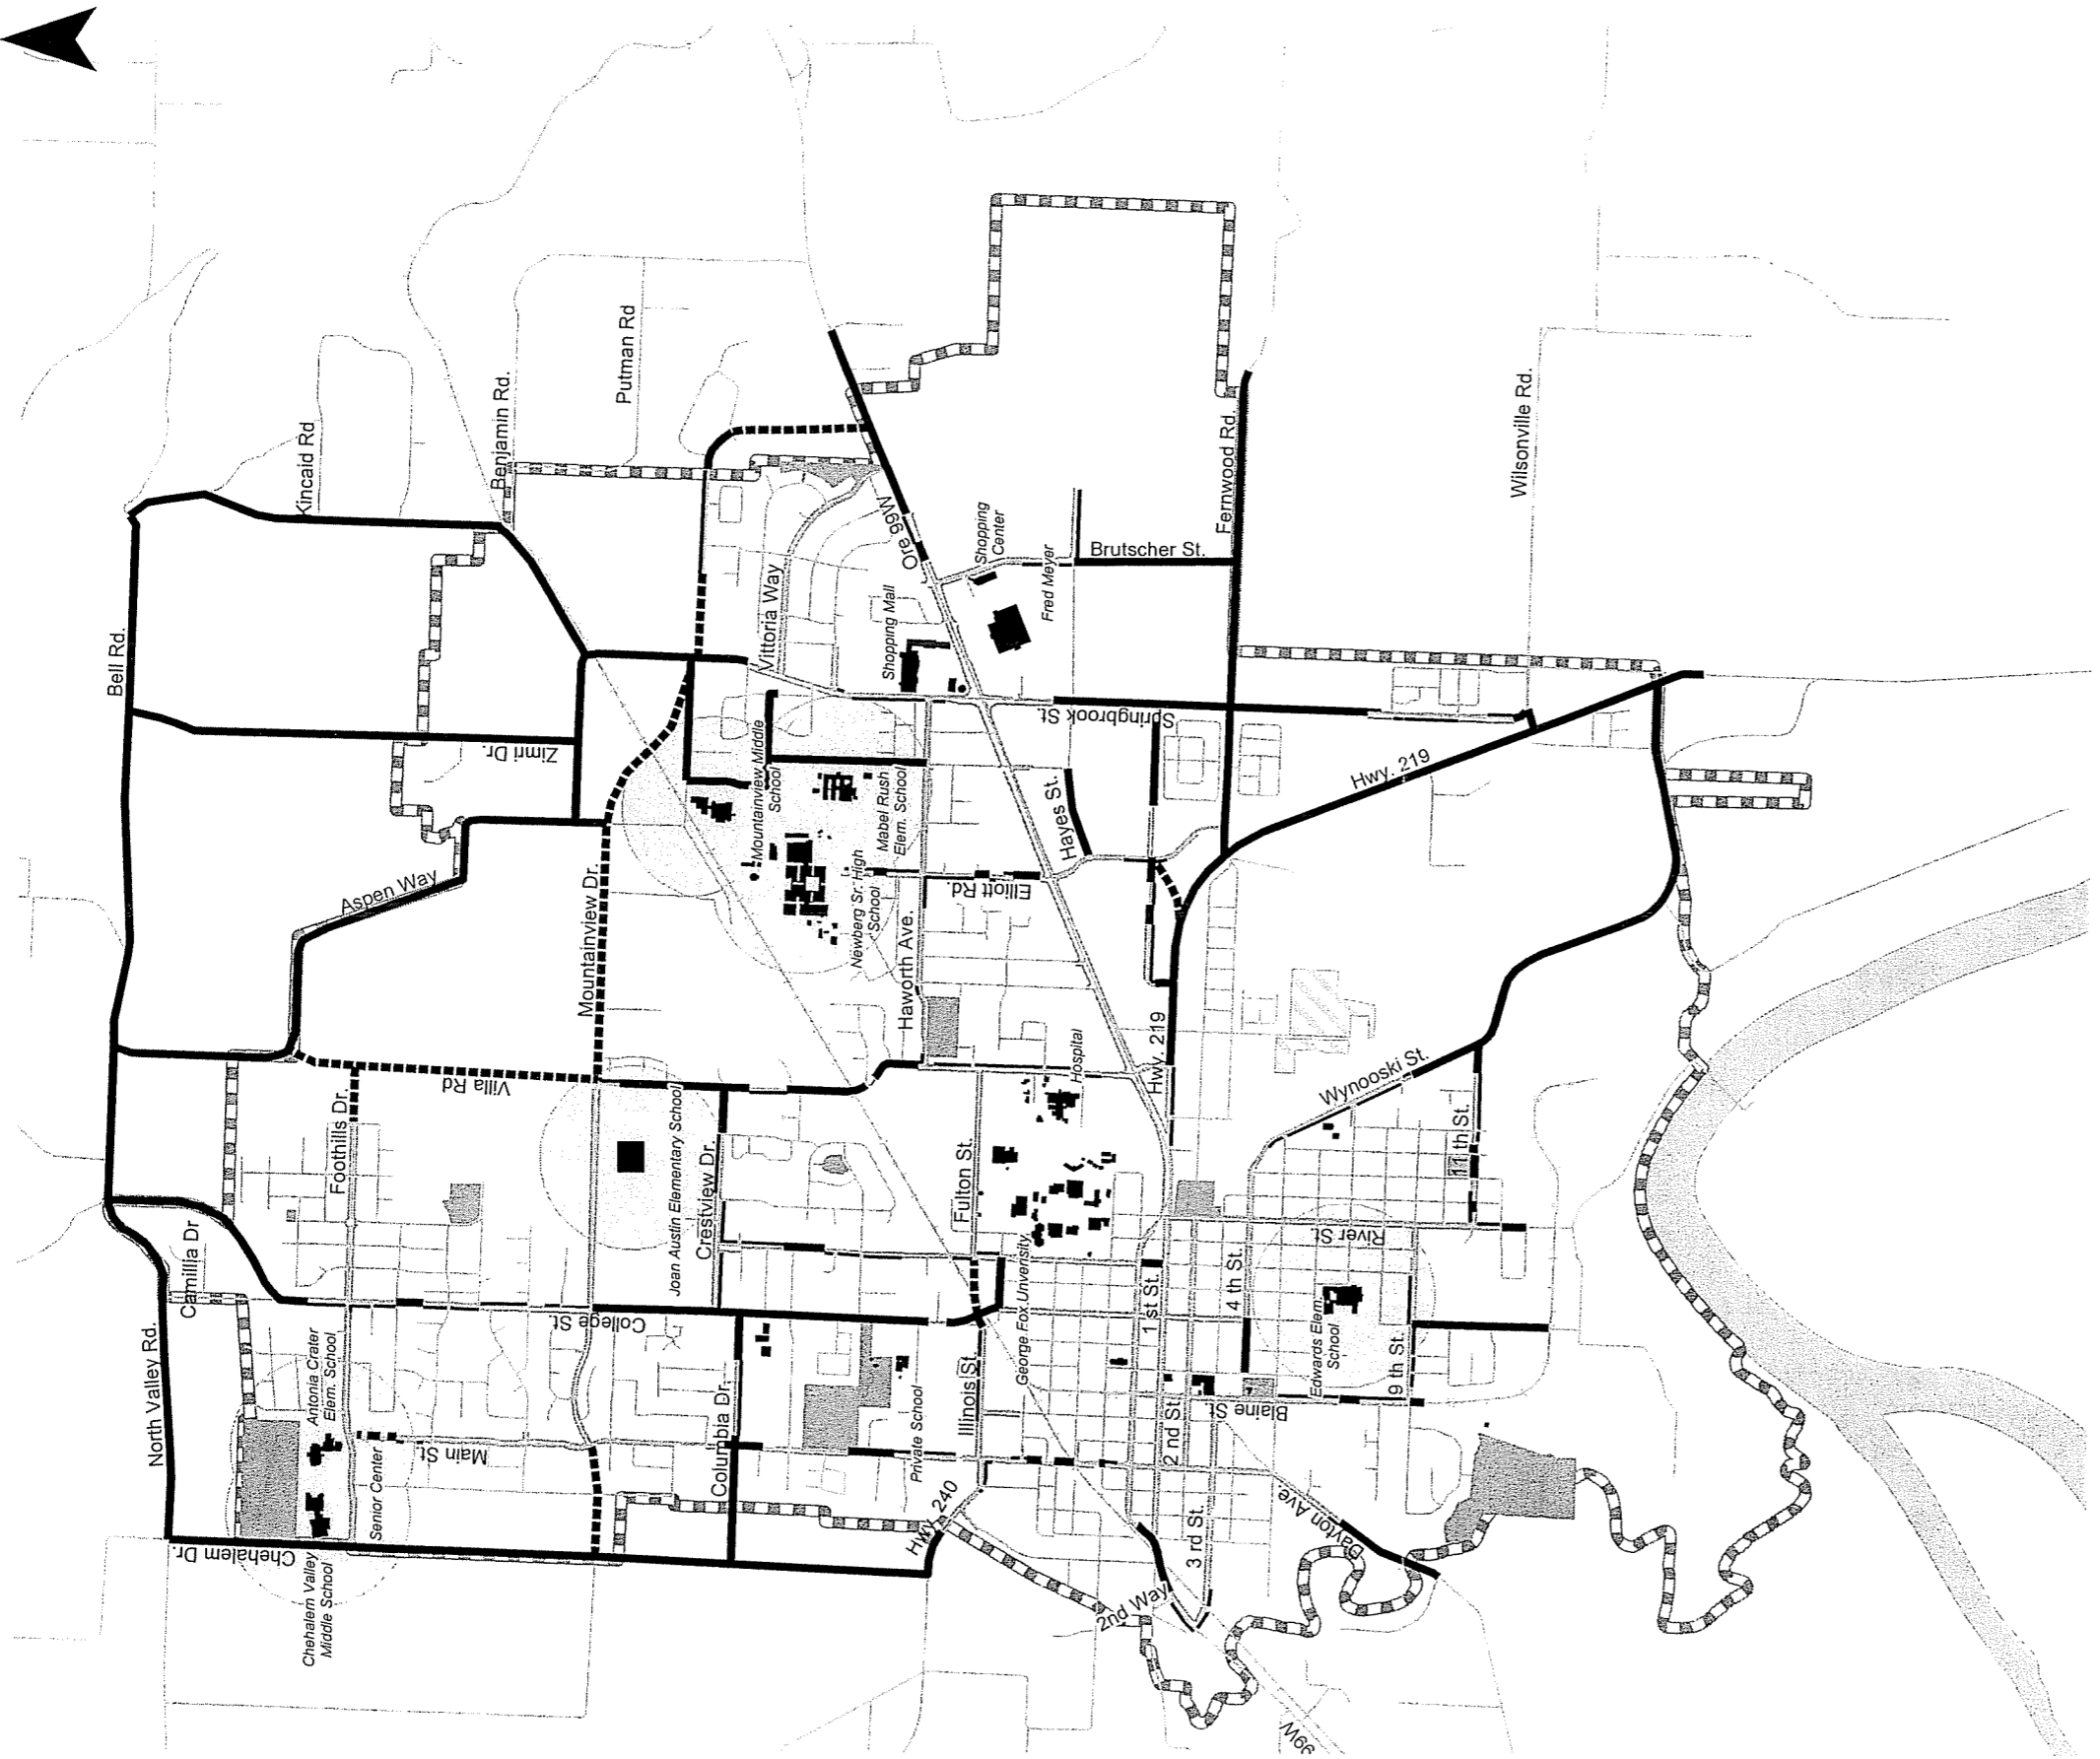 Kincaid Rd
Benjamin Rd.
Putman Rd
Bell Rd.
Zimri Dr.
Aspen Way
Mountainview Dr.
Vittoria Way
Ore 99W
Shopping
Center
Shopping Mall
Fred Meyer
Brutscher St.
Fernwood Rd.
Wilsonville Rd.
Springbrook St.
Mountainview Middle
School
Mabel Rush
Elem. School
Newberg Sr. High
School
Hayes St.
Elliott Rd.
Haworth Ave.
Hwy. 219
Hwy. 219
Hospital
Wynooski St.
Villa Rd
Foothills Dr.
Joan Austin Elementary School
Crestview Dr.
Fulton St.
11 th St.
River St.
Camillia Dr
North Valley Rd.
College St.
George Fox University
1 st St.
4 th St.
Edwards Elem.
School
9 th St.
Antonia Crater
Elem. School
Senior Center
Main St.
Columbia Dr.
Private School
Illinois St.
2 nd St.
Blaine St.
Chehalem Dr.
Chehalem Valley
Middle School
Hwy 240
3 rd St.
Dayton Ave.
2nd Way
99W